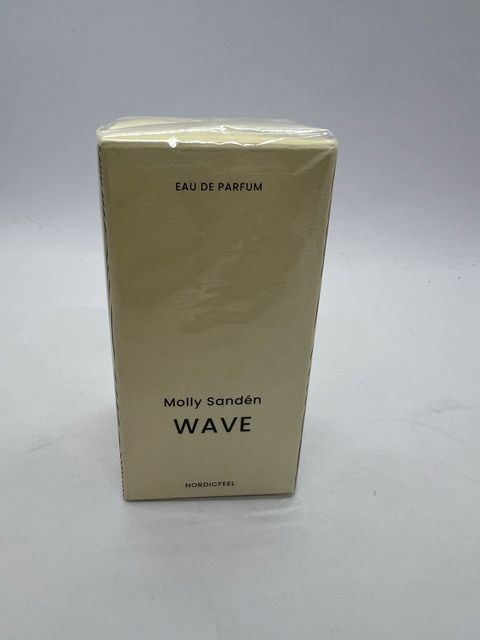 EAU DE PARFUM
Molly Sandén
WAVE
NORDICFEEL